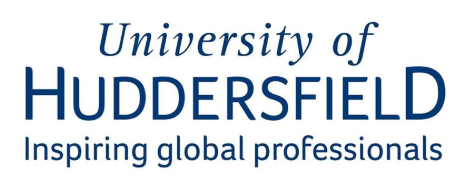 University of
HUDDERSFIELD
Inspiring global professionals